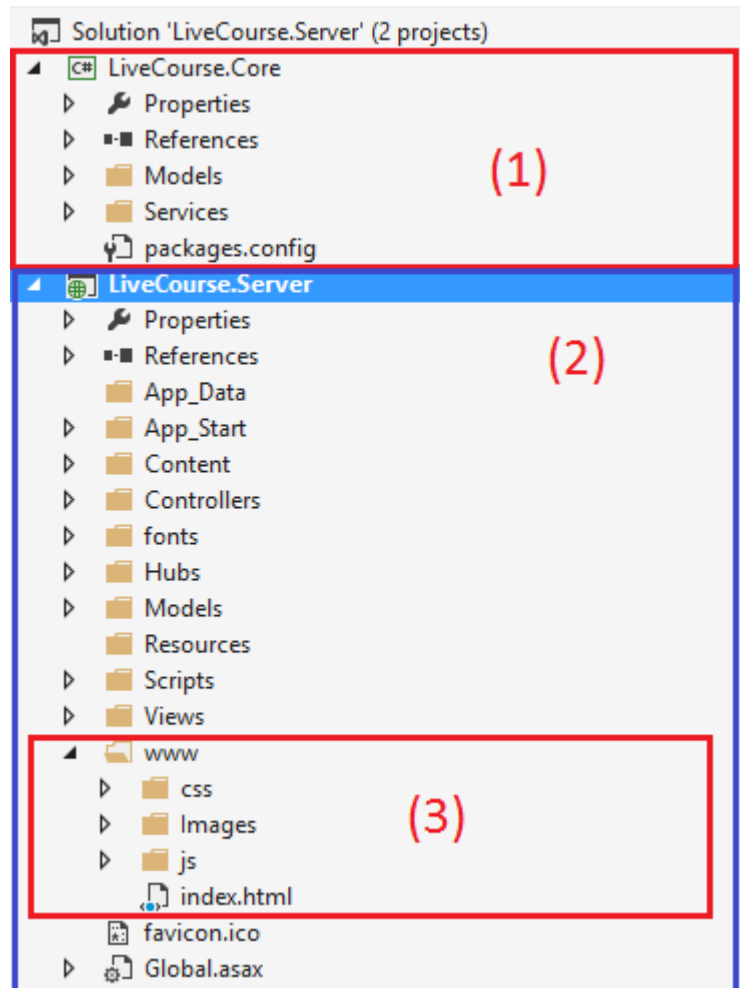 Solution 'LiveCourse.Server' (2 projects)
C# LiveCourse.Core
Properties
References
Models
(1)
Services
packages.config
LiveCourse.Server
Properties
References
(2)
App_Data
App_Start
Content
Controllers
fonts
Hubs
Models
Resources
Scripts
Views
www
css
Images
(3)
js
index.html
favicon.ico
Global.asax